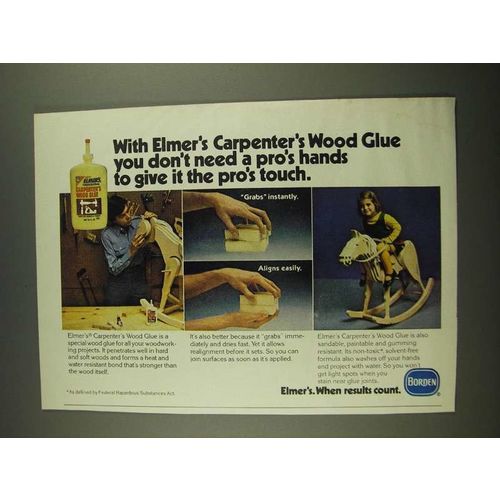 With Elmer's Carpenter's Wood Glue
you don't need a pro's hands
to give it the pro's touch.
ELMER'S
CARPENTER'S
WOOD GLUE
"Grabs" instantly.
Aligns easily.
Elmer's® Carpenter's Wood Glue is a
special wood glue for all your woodwork-
ing projects. It penetrates well in hard
and soft woods and forms a heat and
water resistant bond that's stronger than
the wood itself.
It's also better because it "grabs" imme-
diately and dries fast. Yet it allows
realignment before it sets. So you can
join surfaces as soon as it's applied.
Elmer's Carpenter's Wood Glue is also
sandable, paintable and gumming
resistant. Its non-toxic*, solvent-free
formula also washes off your hands
and project with water. So you won't
get light spots when you
stain near glue joints.
*As defined by Federal Hazardous Substances Act.
Elmer's. When results count.
BORDEN
®